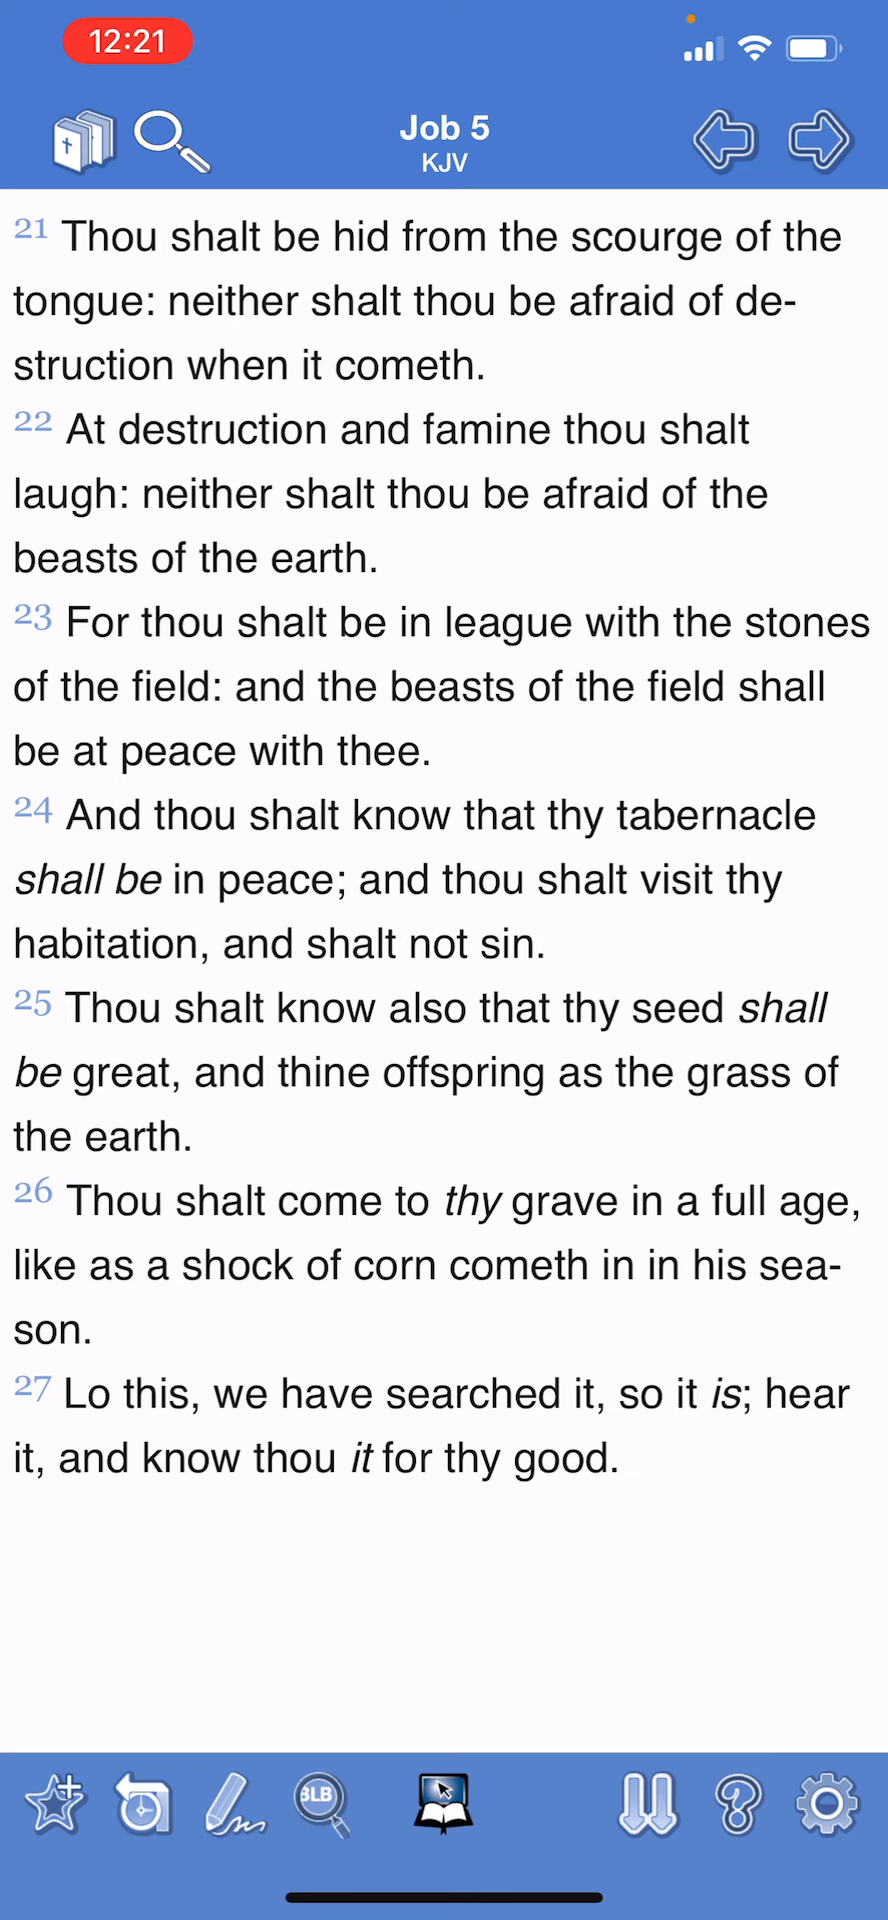 12:21
Job 5
KJV
21 Thou shalt be hid from the scourge of the
tongue: neither shalt thou be afraid of de-
struction when it cometh.
22 At destruction and famine thou shalt
laugh: neither shalt thou be afraid of the
beasts of the earth.
23 For thou shalt be in league with the stones
of the field: and the beasts of the field shall
be at peace with thee.
24 And thou shalt know that thy tabernacle
shall be in peace; and thou shalt visit thy
habitation, and shalt not sin.
25 Thou shalt know also that thy seed shall
be great, and thine offspring as the grass of
the earth.
26 Thou shalt come to thy grave in a full age,
like as a shock of corn cometh in in his sea-
son.
27 Lo this, we have searched it, so it is; hear
it, and know thou it for thy good.
BLB